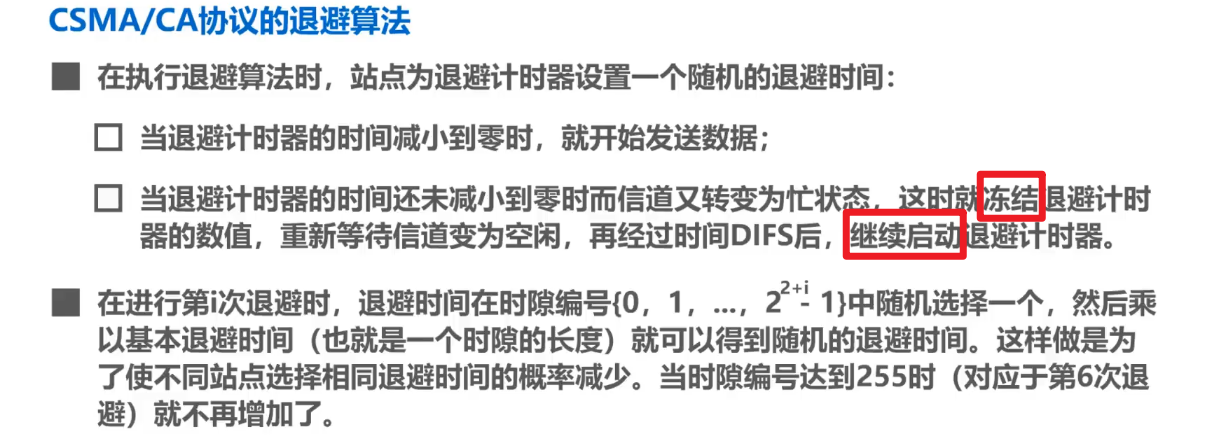 CSMA/CA协议的退避算法
在执行退避算法时，站点为退避计时器设置一个随机的退避时间：
当退避计时器的时间减小到零时，就开始发送数据；
当退避计时器的时间还未减小到零时而信道又转变为忙状态，这时就冻结退避计时
器的数值，重新等待信道变为空闲，再经过时间DIFS后，继续启动退避计时器。
在进行第i次退避时，退避时间在时隙编号{0，1，...，2^{2+i} - 1}中随机选择一个，然后乘
以基本退避时间（也就是一个时隙的长度）就可以得到随机的退避时间。这样做是为
了使不同站点选择相同退避时间的概率减少。当时隙编号达到255时（对应于第6次退
避）就不再增加了。